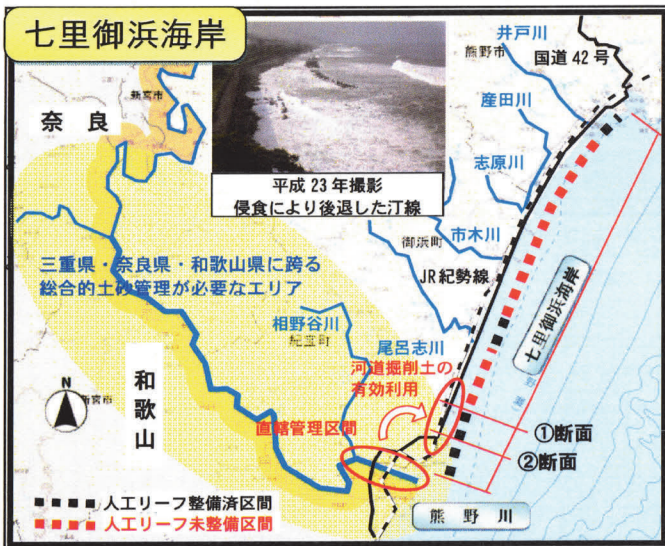 七里御浜海岸
奈良
新宮市
平成23年撮影
侵食により後退した汀線
井戸川
熊野市
国道42号
産田川
志原川
市木川
御浜町
JR紀勢線
三重県・奈良県・和歌山県に跨る
総合的土砂管理が必要なエリア
相野谷川
紀宝町
尾呂志川
河道掘削土の
有効利用
七里御浜海岸
和歌山
新宮市
N
直轄管理区間
①断面
②断面
人工リーフ整備済区間
人工リーフ未整備区間
熊野川